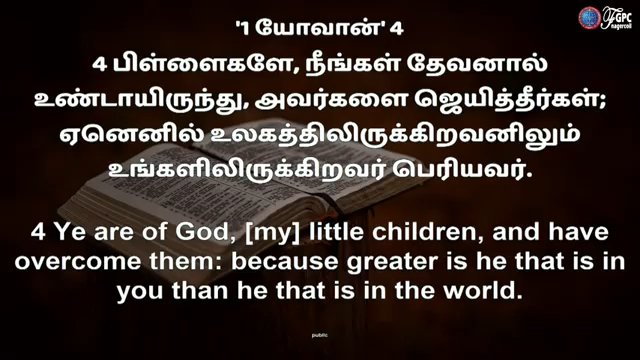 '1 யோவான்' 4
4 பிள்ளைகளே, நீங்கள் தேவனால்
உண்டாயிருந்து, அவர்களை ஜெயித்தீர்கள்;
ஏனெனில் உலகத்திலிருக்கிறவனிலும்
உங்களிலிருக்கிறவர் பெரியவர்.
4 Ye are of God, [my] little children, and have
overcome them: because greater is he that is in
you than he that is in the world.
public
FGPC
nagercoil